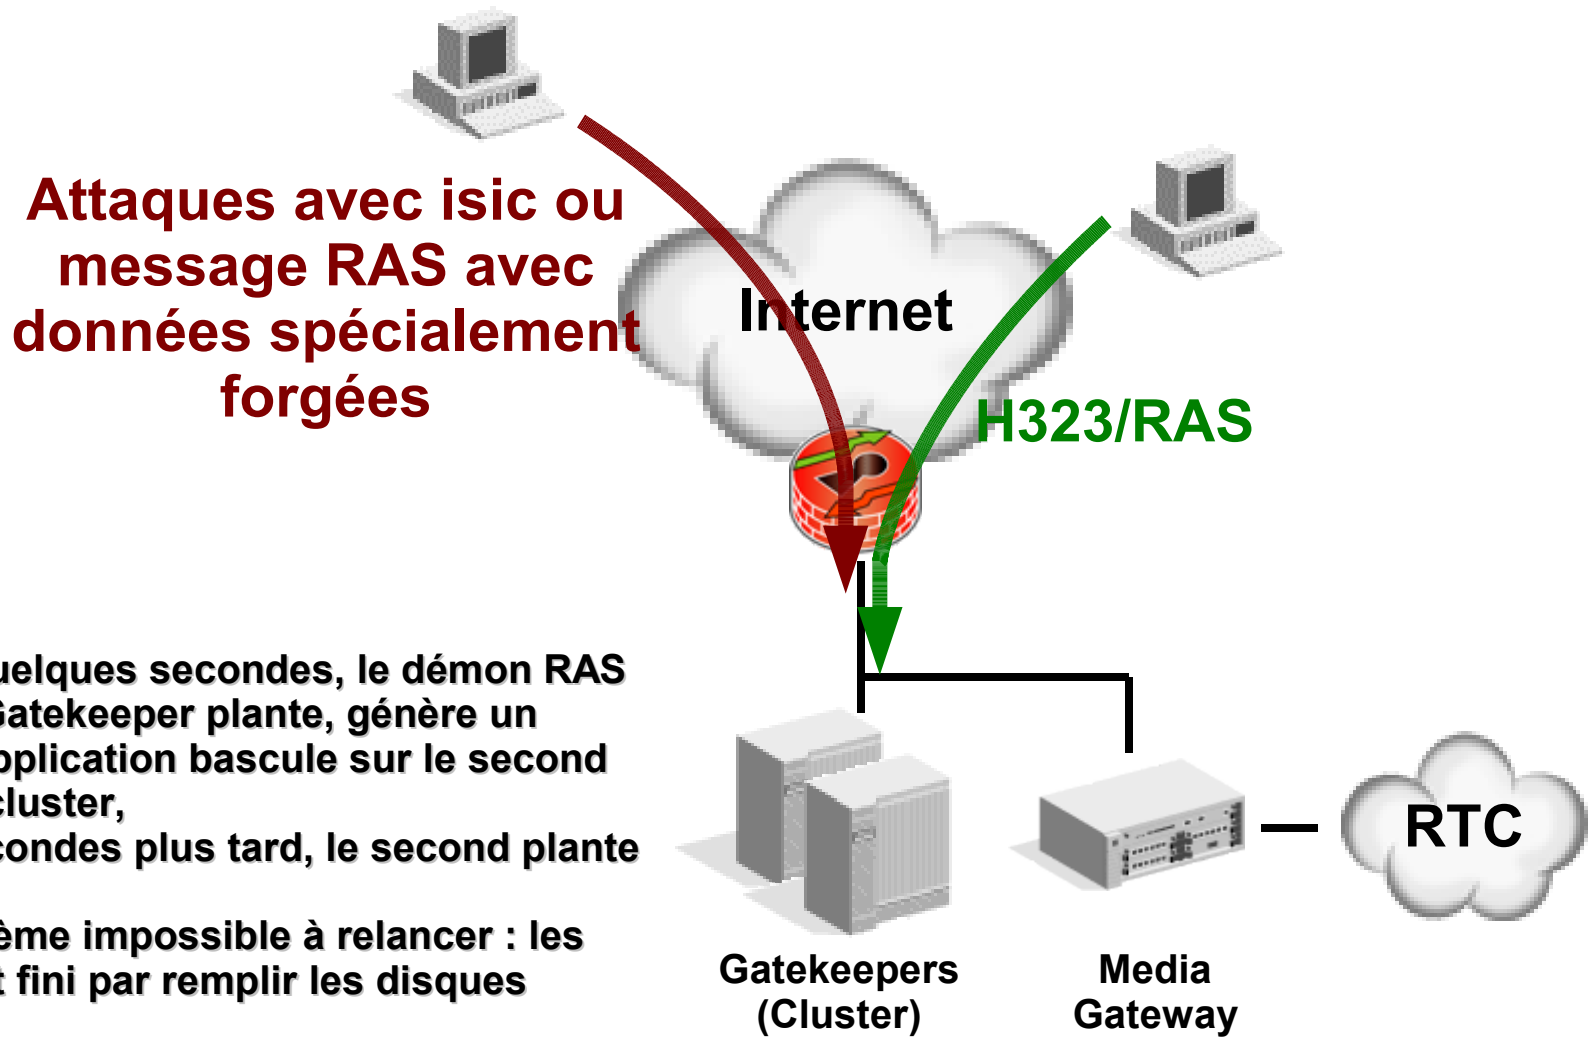 Attaques avec isic ou
message RAS avec
données spécialement
forgées
Internet
H323/RAS
uelques secondes, le démon RAS
Gatekeeper plante, génère un
pplication bascule sur le second
cluster,
condes plus tard, le second plante
ème impossible à relancer : les
t fini par remplir les disques
Gatekeepers
(Cluster)
Media
Gateway
RTC